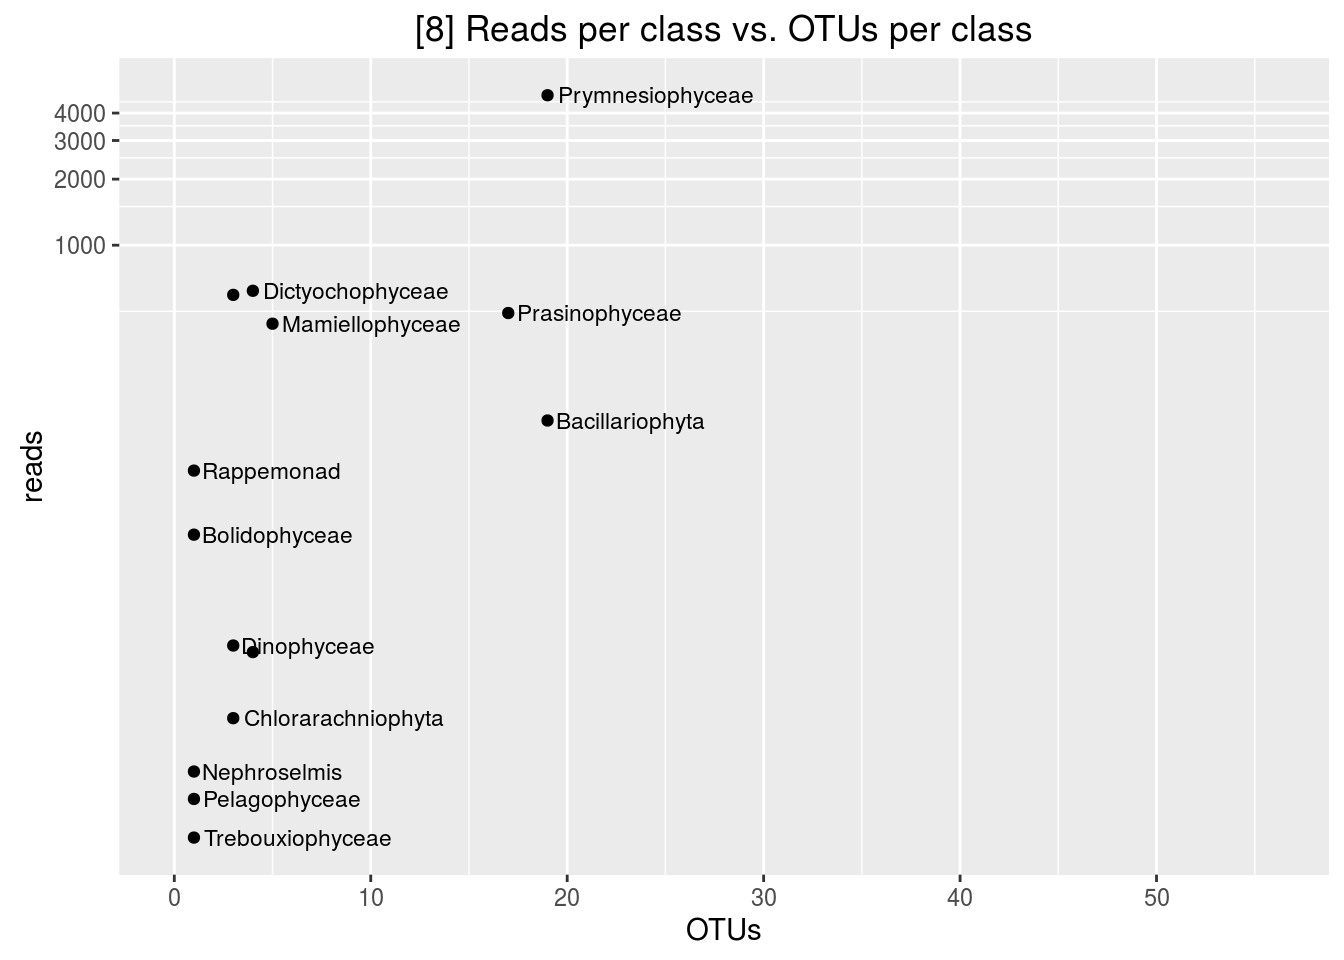 [8] Reads per class vs. OTUs per class
Prymnesiophyceae
4000
3000
2000
1000
Dictyochophyceae
Prasinophyceae
Mamiellophyceae
Bacillariophyta
reads
Rappemonad
Bolidophyceae
Dinophyceae
Chlorarachniophyta
Nephroselmis
Pelagophyceae
Trebouxiophyceae
0 10 20 30 40 50
OTUs